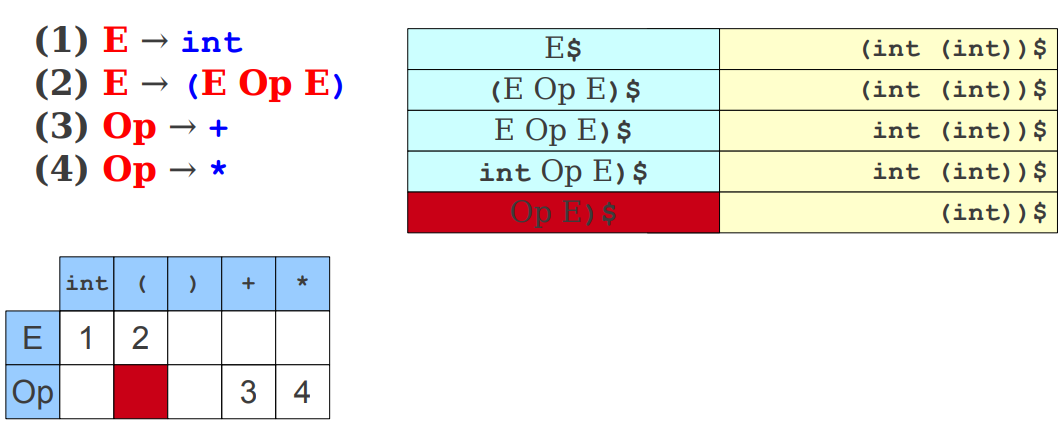 (1) E → int
(2) E → (E Op E)
(3) Op → +
(4) Op → *
E$ (int (int))$
(E Op E)$ (int (int))$
E Op E)$ int (int))$
int Op E)$ int (int))$
Op E)$ (int))$
int ( ) + *
E 1 2
Op 3 4